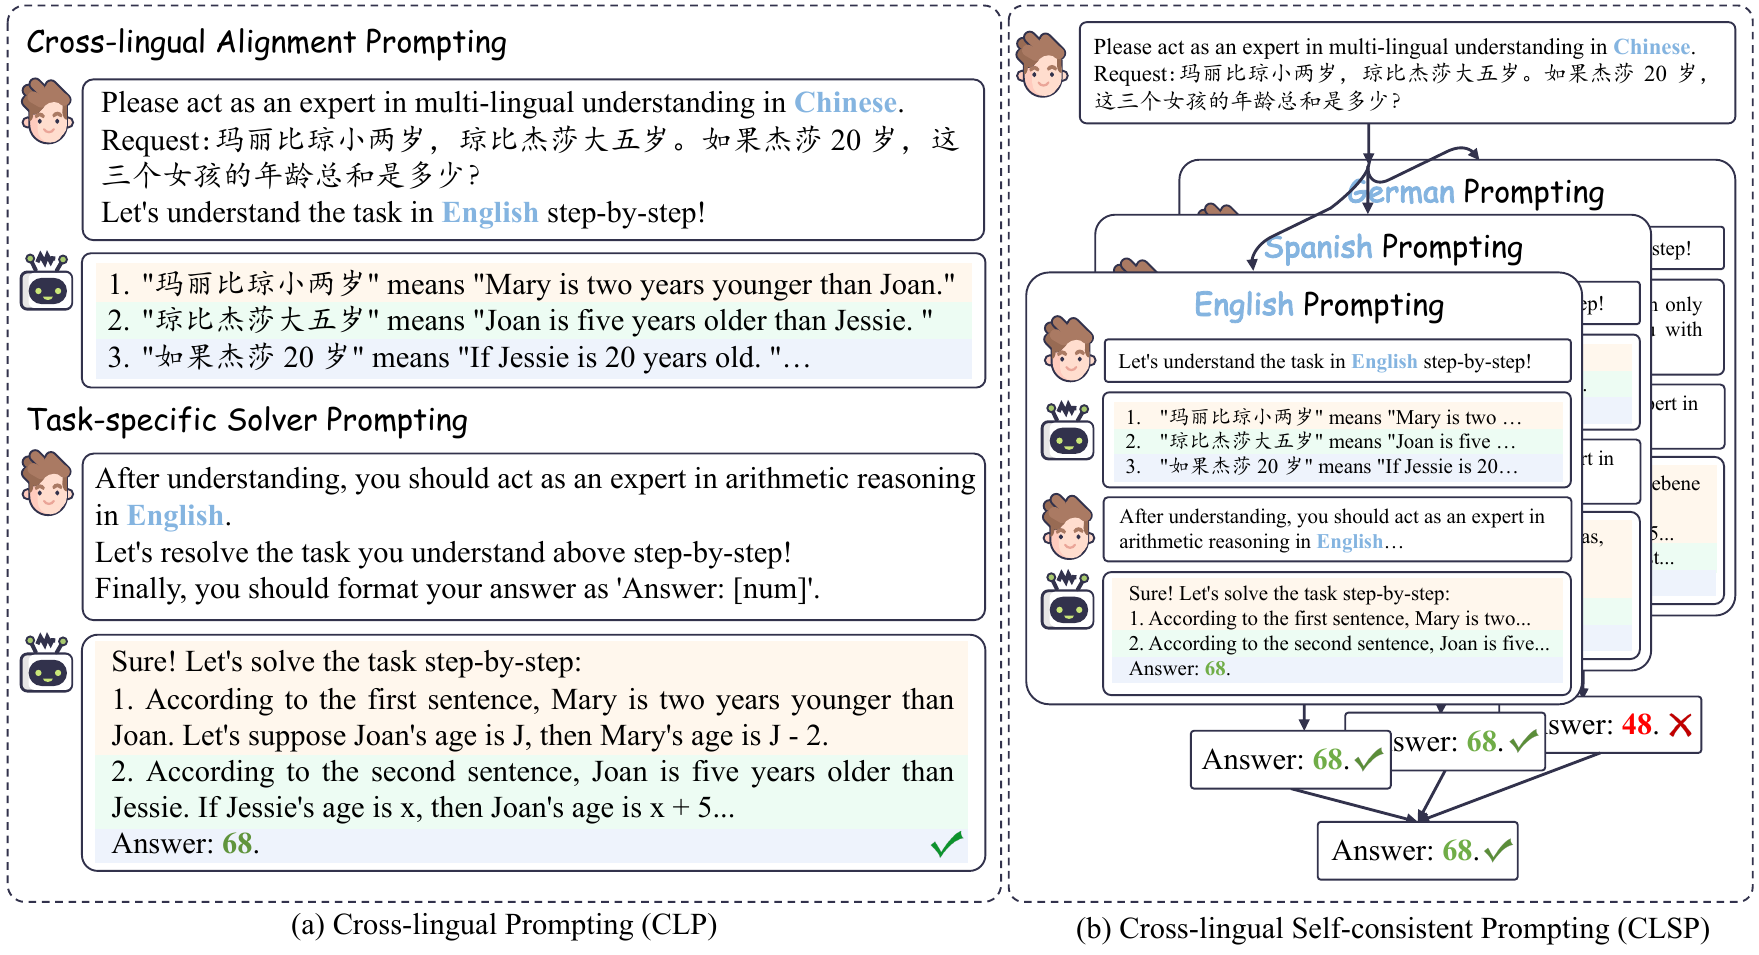 Cross-lingual Alignment Prompting
Please act as an expert in multi-lingual understanding in Chinese.
Request:玛丽比琼小两岁，琼比杰莎大五岁。如果杰莎 20 岁，这
三个女孩的年龄总和是多少?
Let's understand the task in English step-by-step!
1. "玛丽比琼小两岁" means "Mary is two years younger than Joan."
2. "琼比杰莎大五岁" means "Joan is five years older than Jessie. "
3. "如果杰莎 20 岁" means "If Jessie is 20 years old. "…
Task-specific Solver Prompting
After understanding, you should act as an expert in arithmetic reasoning
in English.
Let's resolve the task you understand above step-by-step!
Finally, you should format your answer as 'Answer: [num]'.
Sure! Let's solve the task step-by-step:
1. According to the first sentence, Mary is two years younger than
Joan. Let's suppose Joan's age is J, then Mary's age is J - 2.
2. According to the second sentence, Joan is five years older than
Jessie. If Jessie's age is x, then Joan's age is x + 5...
Answer: 68.
(a) Cross-lingual Prompting (CLP)
Please act as an expert in multi-lingual understanding in Chinese.
Request:玛丽比琼小两岁，琼比杰莎大五岁。如果杰莎 20 岁，
这三个女孩的年龄总和是多少?
German Prompting
step!
n only
with
pert in
ebene
5...
st...
Spanish Prompting
ep!
rt in
as,
English Prompting
Let's understand the task in English step-by-step!
1. "玛丽比琼小两岁" means "Mary is two …
2. "琼比杰莎大五岁" means "Joan is five …
3. "如果杰莎 20 岁" means "If Jessie is 20…
After understanding, you should act as an expert in
arithmetic reasoning in English…
Sure! Let's solve the task step-by-step:
1. According to the first sentence, Mary is two...
2. According to the second sentence, Joan is five...
Answer: 68.
Answer: 68.
swer: 68.
swer: 48.
Answer: 68.
(b) Cross-lingual Self-consistent Prompting (CLSP)